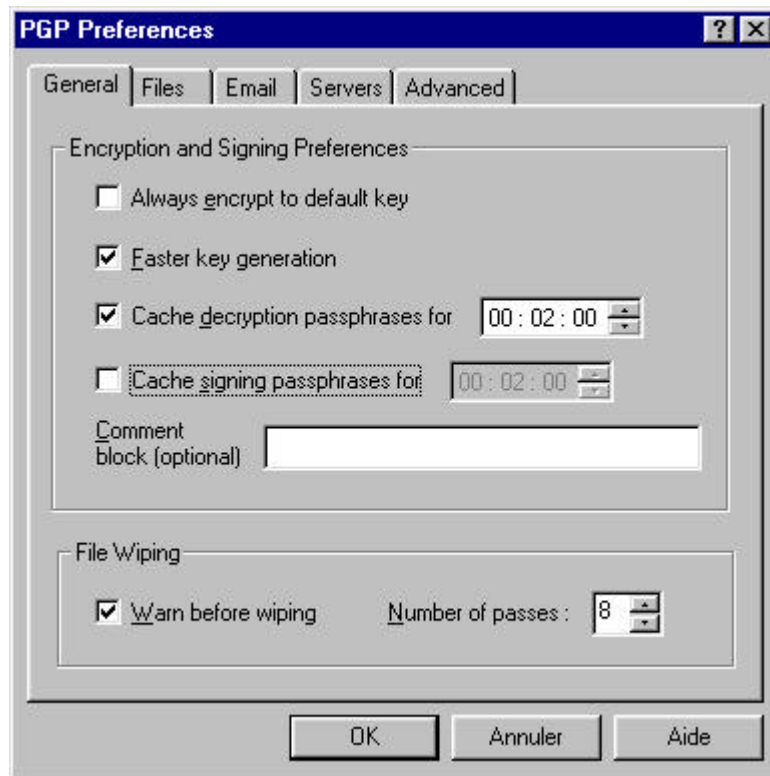 PGP Preferences
General Files Email Servers Advanced
Encryption and Signing Preferences
Always encrypt to default key
Faster key generation
Cache decryption passphrases for 00 : 02 : 00
Cache signing passphrases for 00 : 02 : 00
Comment
block (optional)
File Wiping
Warn before wiping Number of passes : 8
OK Annuler Aide